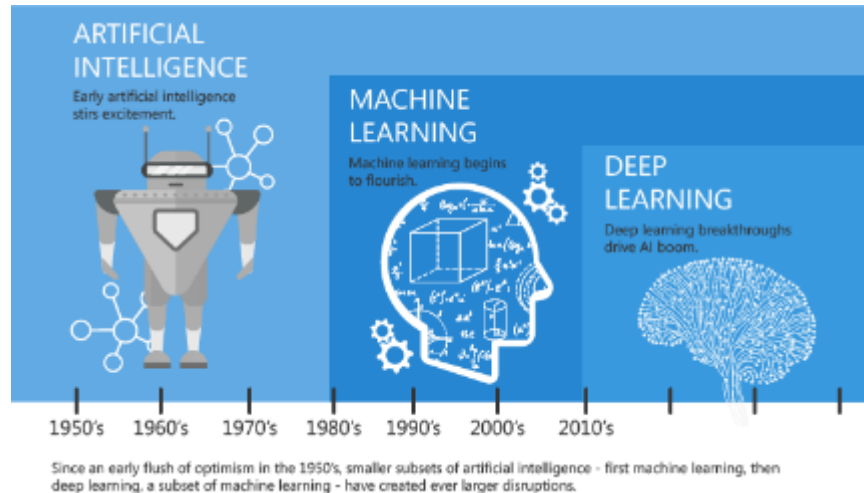 ARTIFICIAL
INTELLIGENCE
Early artificial intelligence
stirs excitement.
MACHINE
LEARNING
Machine learning begins
to flourish.
DEEP
LEARNING
Deep learning breakthroughs
drive AI boom.
1950's 1960's 1970's 1980's 1990's 2000's 2010's
Since an early flush of optimism in the 1950's, smaller subsets of artificial intelligence - first machine learning, then
deep learning, a subset of machine learning - have created ever larger disruptions.